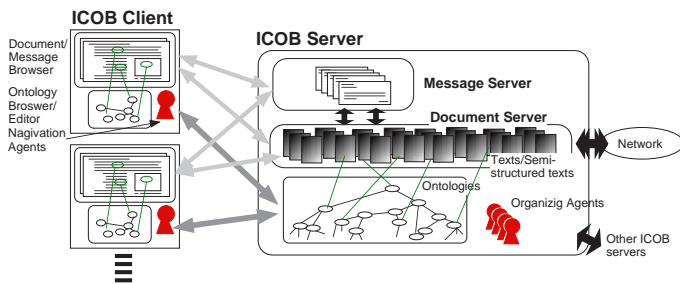 ICOB Client
Document/
Message
Browser
Ontology
Broswer/
Editor
Nagivation
Agents
ICOB Server
Message Server
Document Server
Texts/Semi-
structured texts
Ontologies
Organizig Agents
Network
Other ICOB
servers